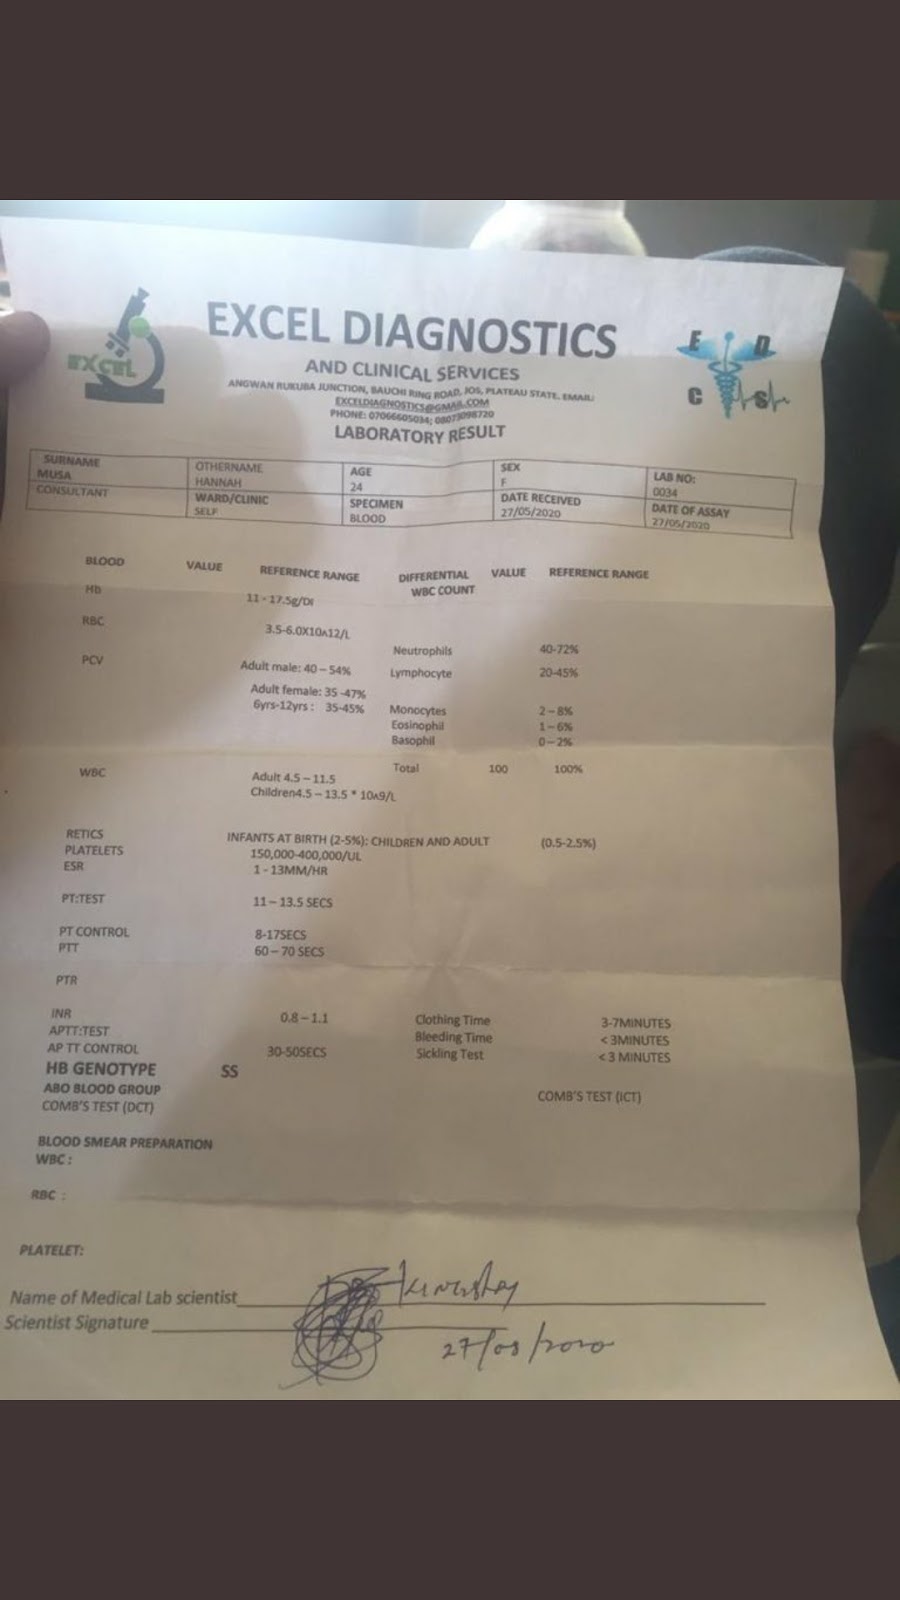 EXCEL
EXCEL DIAGNOSTICS
E D
C S
AND CLINICAL SERVICES
ANGWAN RUKUBA JUNCTION, BAUCHI RING ROAD, JOS, PLATEAU STATE. EMAIL:
EXCELDIAGNOSTICS@GMAIL.COM
PHONE: 07066605034; 08073098720
LABORATORY RESULT
SURNAME OTHERNAME AGE SEX LAB NO:
MUSA HANNAH 24 F 0034
CONSULTANT WARD/CLINIC SPECIMEN DATE RECEIVED DATE OF ASSAY
SELF BLOOD 27/05/2020 27/05/2020
BLOOD VALUE REFERENCE RANGE DIFFERENTIAL VALUE REFERENCE RANGE
WBC COUNT
Hb 11 - 17.5g/Dl
RBC 3.5-6.0X10^12/L
Neutrophils 40-72%
PCV Adult male: 40 – 54% Lymphocyte 20-45%
Adult female: 35 -47%
6yrs-12yrs : 35-45% Monocytes 2 – 8%
Eosinophil 1 – 6%
Basophil 0 – 2%
Total 100 100%
WBC Adult 4.5 – 11.5
Children4.5 – 13.5 * 10^9/L
RETICS INFANTS AT BIRTH (2-5%): CHILDREN AND ADULT (0.5-2.5%)
PLATELETS 150,000-400,000/UL
ESR 1 - 13MM/HR
PT:TEST 11 – 13.5 SECS
PT CONTROL 8-17SECS
PTT 60 – 70 SECS
PTR
INR 0.8 – 1.1 Clothing Time 3-7MINUTES
APTT:TEST Bleeding Time < 3MINUTES
AP TT CONTROL 30-50SECS Sickling Test < 3 MINUTES
HB GENOTYPE SS
ABO BLOOD GROUP
COMB'S TEST (DCT) COMB'S TEST (ICT)
BLOOD SMEAR PREPARATION
WBC :
RBC :
PLATELET:
Name of Medical Lab scientist
Scientist Signature
27/05/2020